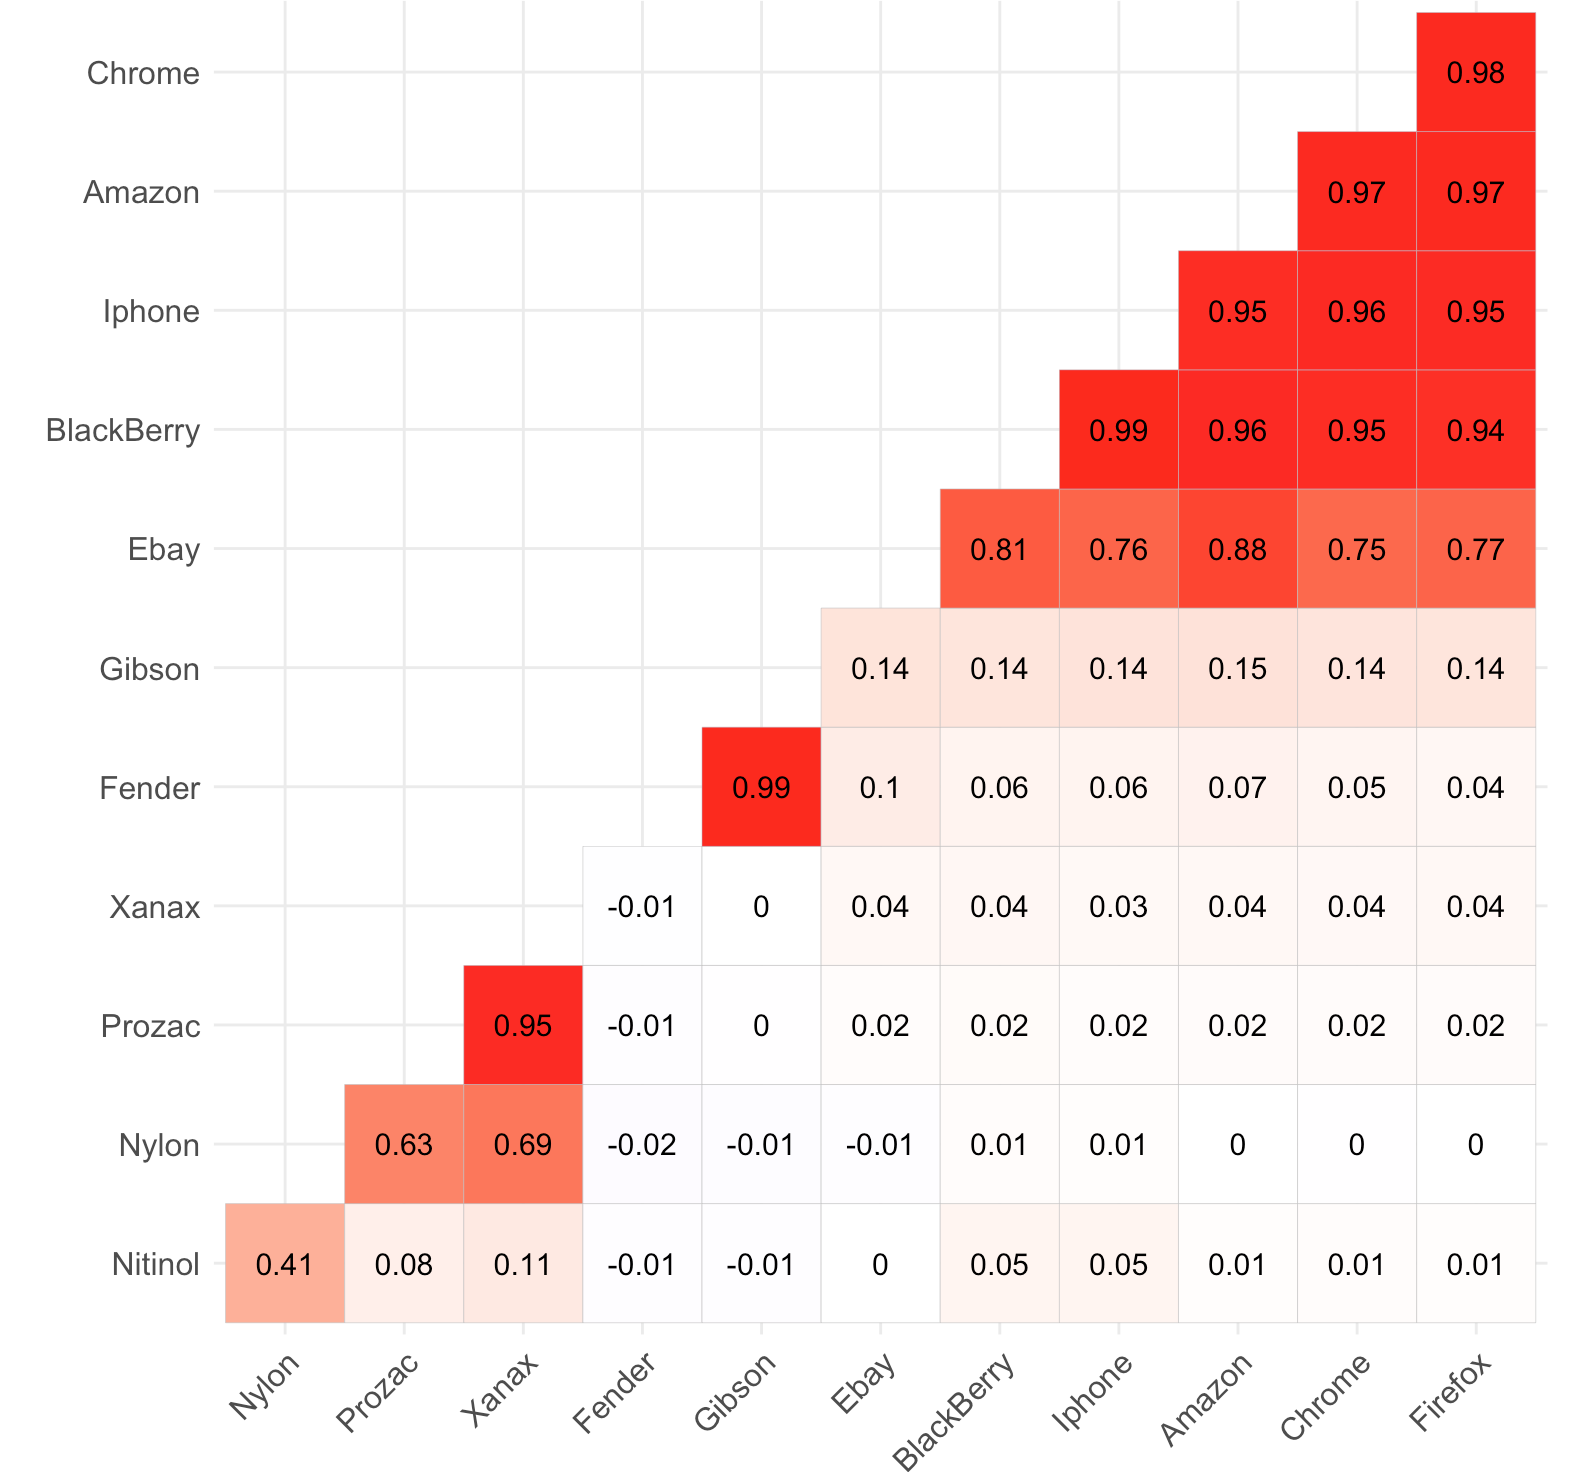 Chrome 0.98
Amazon 0.97 0.97
Iphone 0.95 0.96 0.95
BlackBerry 0.99 0.96 0.95 0.94
Ebay 0.81 0.76 0.88 0.75 0.77
Gibson 0.14 0.14 0.14 0.15 0.14 0.14
Fender 0.99 0.1 0.06 0.06 0.07 0.05 0.04
Xanax -0.01 0 0.04 0.04 0.03 0.04 0.04 0.04
Prozac 0.95 -0.01 0 0.02 0.02 0.02 0.02 0.02 0.02
Nylon 0.63 0.69 -0.02 -0.01 -0.01 0.01 0.01 0 0 0
Nitinol 0.41 0.08 0.11 -0.01 -0.01 0 0.05 0.05 0.01 0.01 0.01
Nylon Prozac Xanax Fender Gibson Ebay BlackBerry Iphone Amazon Chrome Firefox